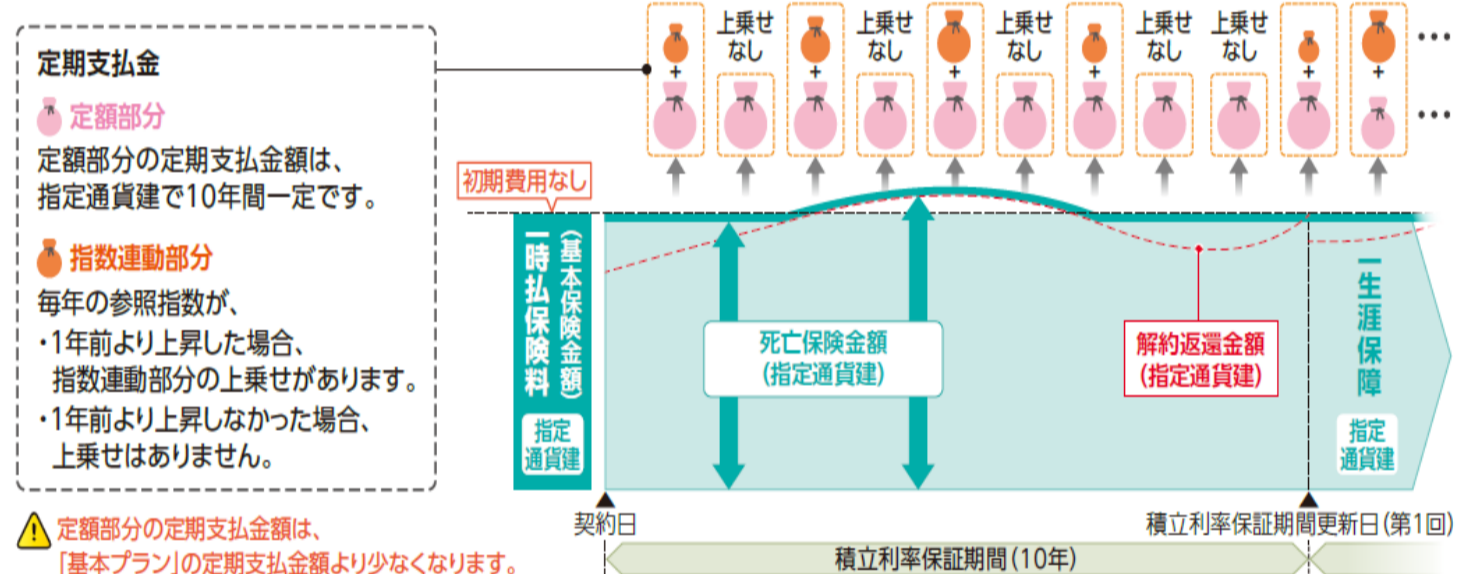 定期支払金
定額部分
定額部分の定期支払金額は、
指定通貨建で10年間一定です。
指数連動部分
毎年の参照指数が、
・1年前より上昇した場合、
指数連動部分の上乗せがあります。
・1年前より上昇しなかった場合、
上乗せはありません。
定額部分の定期支払金額は、
「基本プラン」の定期支払金額より少なくなります。
+
上乗せ
なし
+
上乗せ
なし
+
上乗せ
なし
+
上乗せ
なし
上乗せ
なし
+
+
•••
•••
初期費用なし
一時払保険料
(基本保険金額)
指定
通貨建
死亡保険金額
(指定通貨建)
解約返還金額
(指定通貨建)
一生涯保障
指定
通貨建
契約日
積立利率保証期間更新日(第1回)
積立利率保証期間(10年)